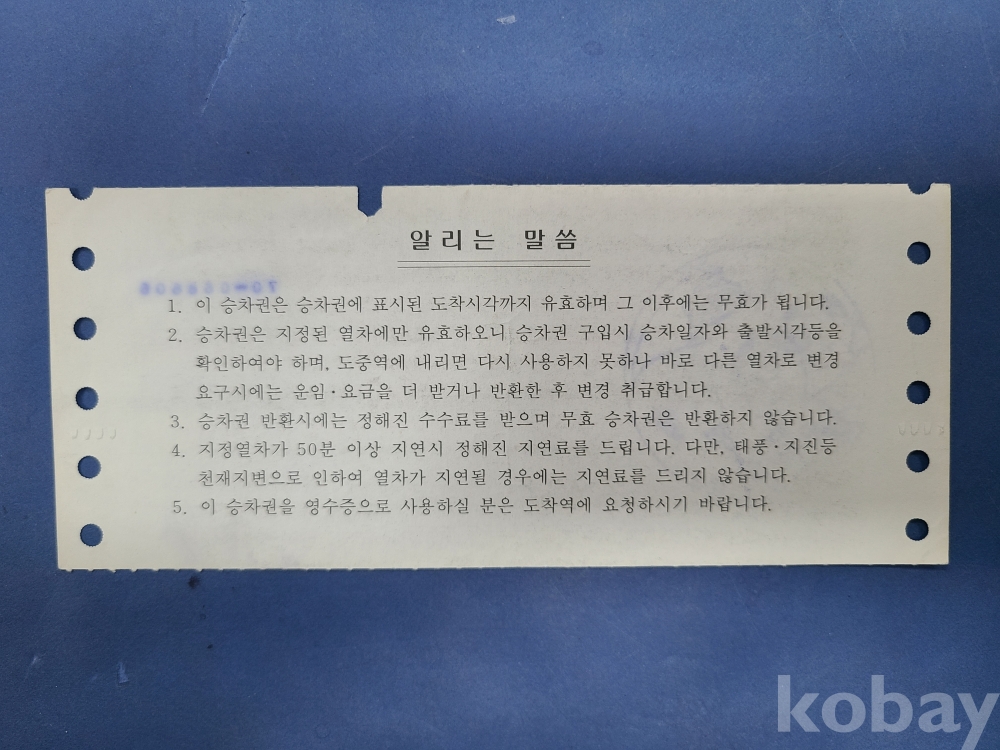 알리는 말씀
1. 이 승차권은 승차권에 표시된 도착시각까지 유효하며 그 이후에는 무효가 됩니다.
2. 승차권은 지정된 열차에만 유효하오니 승차권 구입시 승차일자와 출발시각등을
확인하여야 하며, 도중역에 내리면 다시 사용하지 못하나 바로 다른 열차로 변경
요구시에는 운임·요금을 더 받거나 반환한 후 변경 취급합니다.
3. 승차권 반환시에는 정해진 수수료를 받으며 무효 승차권은 반환하지 않습니다.
4. 지정열차가 50분 이상 지연시 정해진 지연료를 드립니다. 다만, 태풍·지진등
천재지변으로 인하여 열차가 지연될 경우에는 지연료를 드리지 않습니다.
5. 이 승차권을 영수증으로 사용하실 분은 도착역에 요청하시기 바랍니다.
kobay